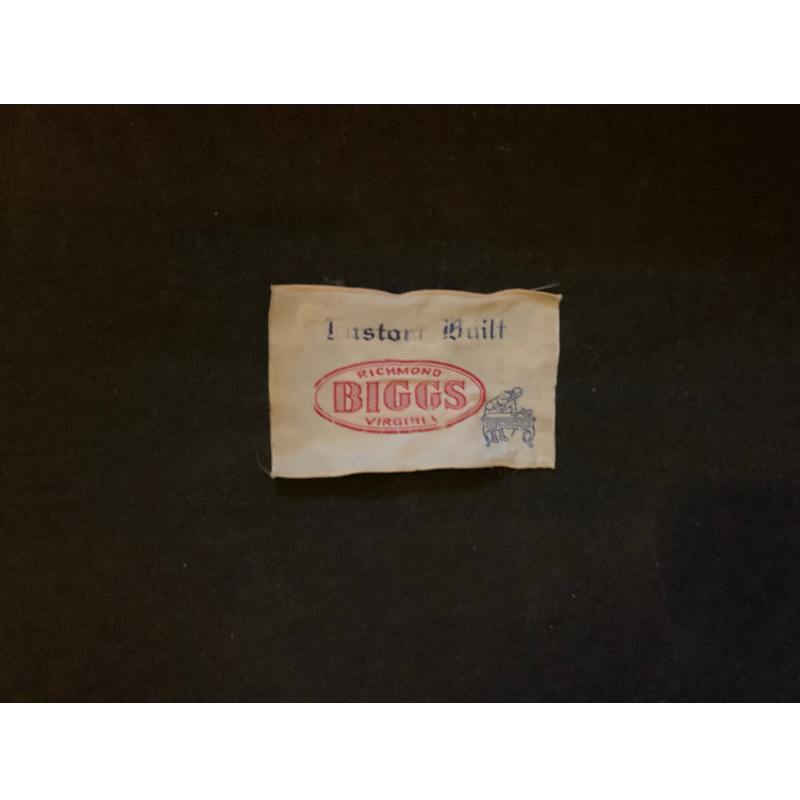 Custom Built
RICHMOND
BIGGS
VIRGINIA